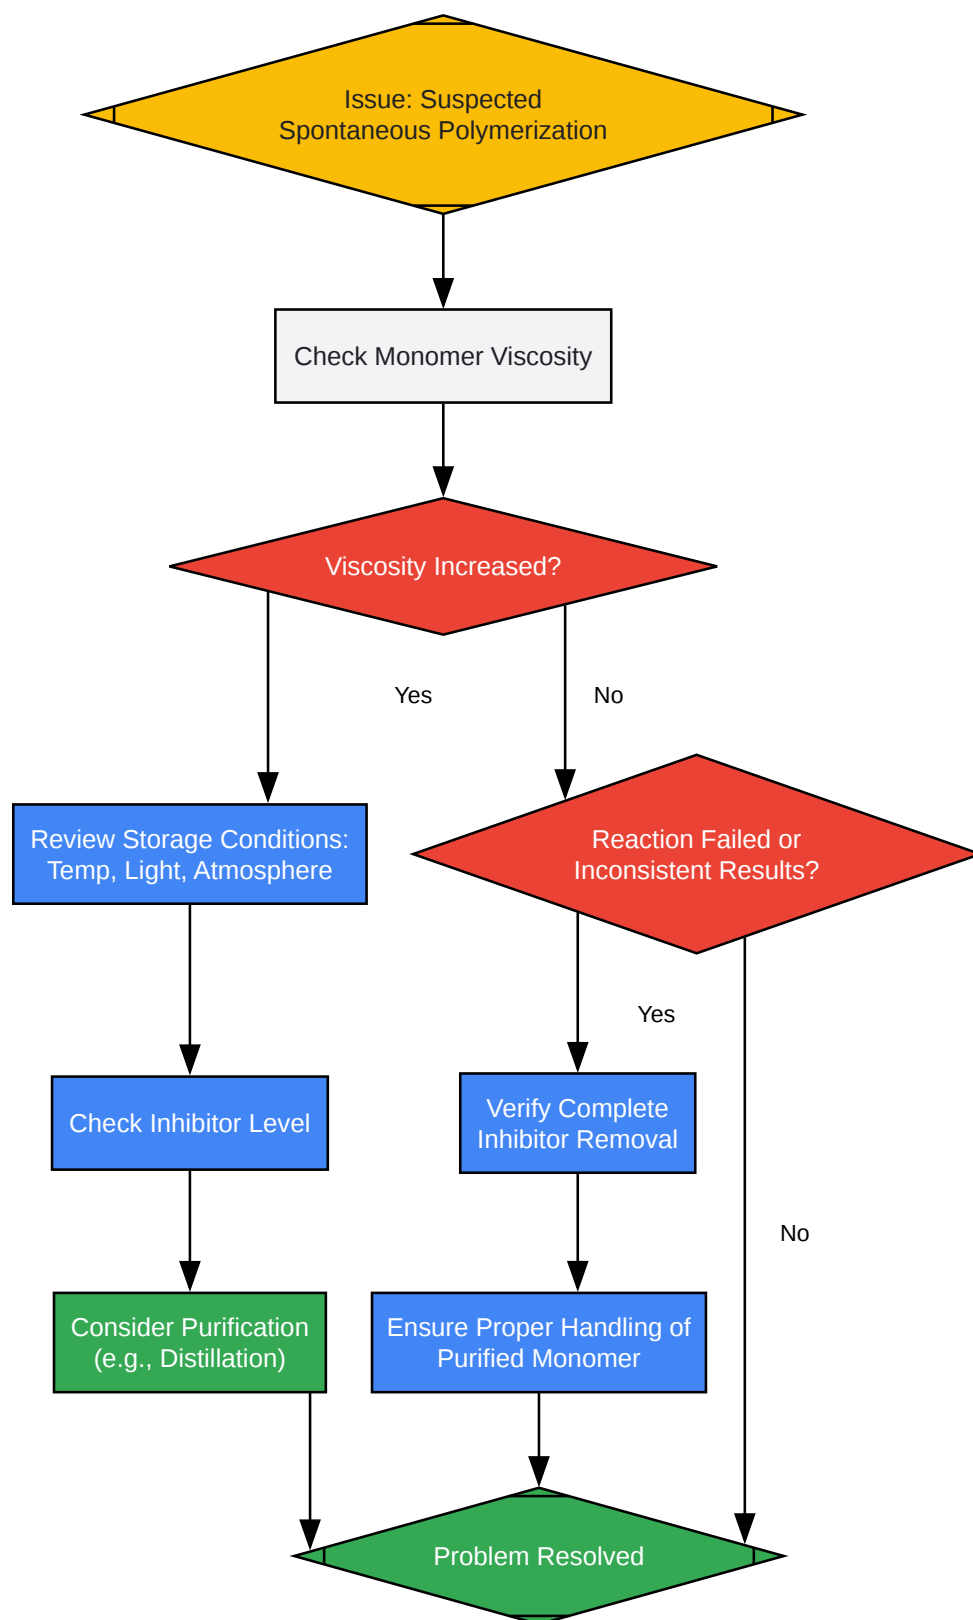 Issue: Suspected
Spontaneous Polymerization
Check Monomer Viscosity
Viscosity Increased?
Yes
No
Review Storage Conditions:
Temp, Light, Atmosphere
Reaction Failed or
Inconsistent Results?
Yes
Check Inhibitor Level
Verify Complete
Inhibitor Removal
No
Consider Purification
(e.g., Distillation)
Ensure Proper Handling of
Purified Monomer
Problem Resolved